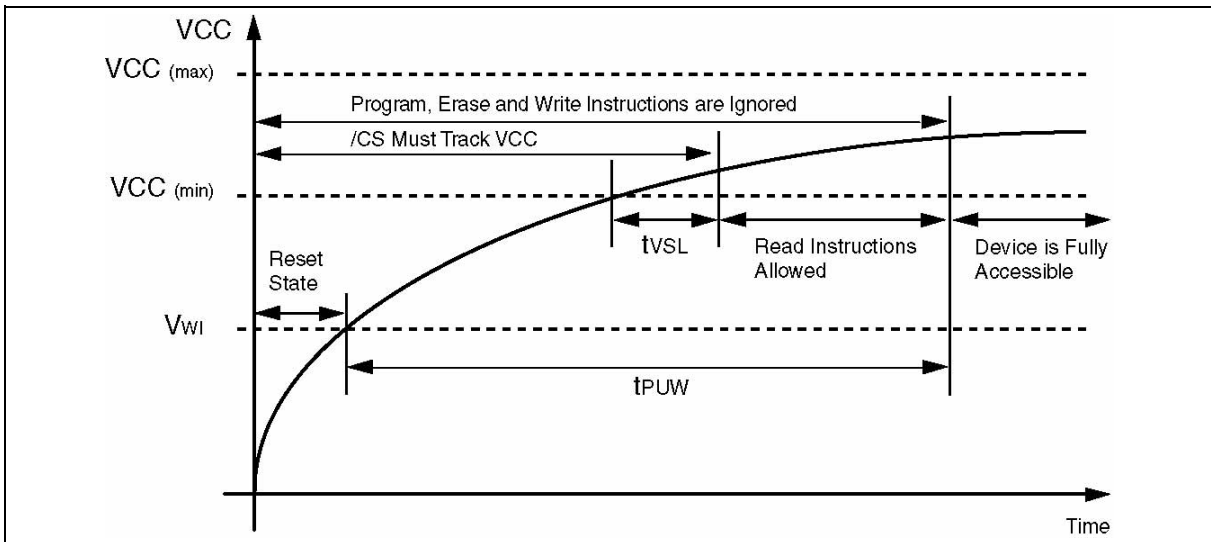 VCC
VCC (max)
Program, Erase and Write Instructions are Ignored
/CS Must Track VCC
VCC (min)
tVSL
Read Instructions
Allowed
Device is Fully
Accessible
Reset
State
VWI
tPUW
Time